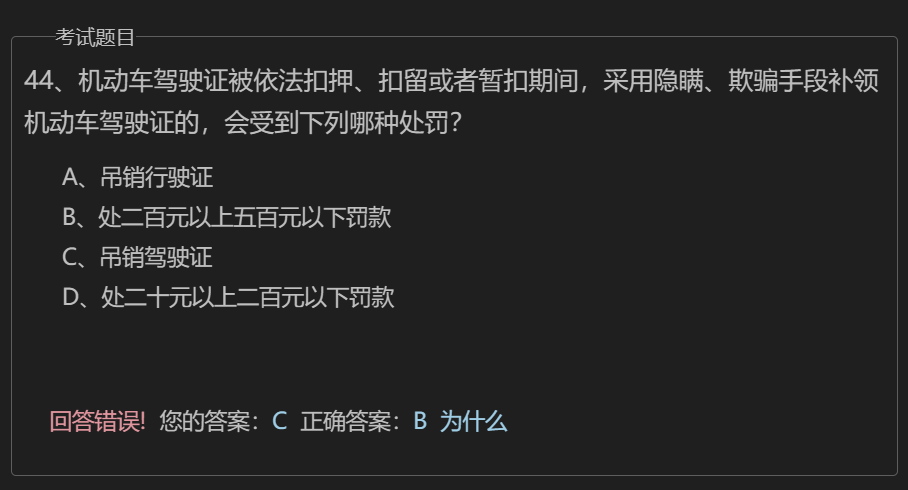 考试题目
44、机动车驾驶证被依法扣押、扣留或者暂扣期间，采用隐瞒、欺骗手段补领
机动车驾驶证的，会受到下列哪种处罚？
A、吊销行驶证
B、处二百元以上五百元以下罚款
C、吊销驾驶证
D、处二十元以上二百元以下罚款
回答错误! 您的答案：C 正确答案：B 为什么